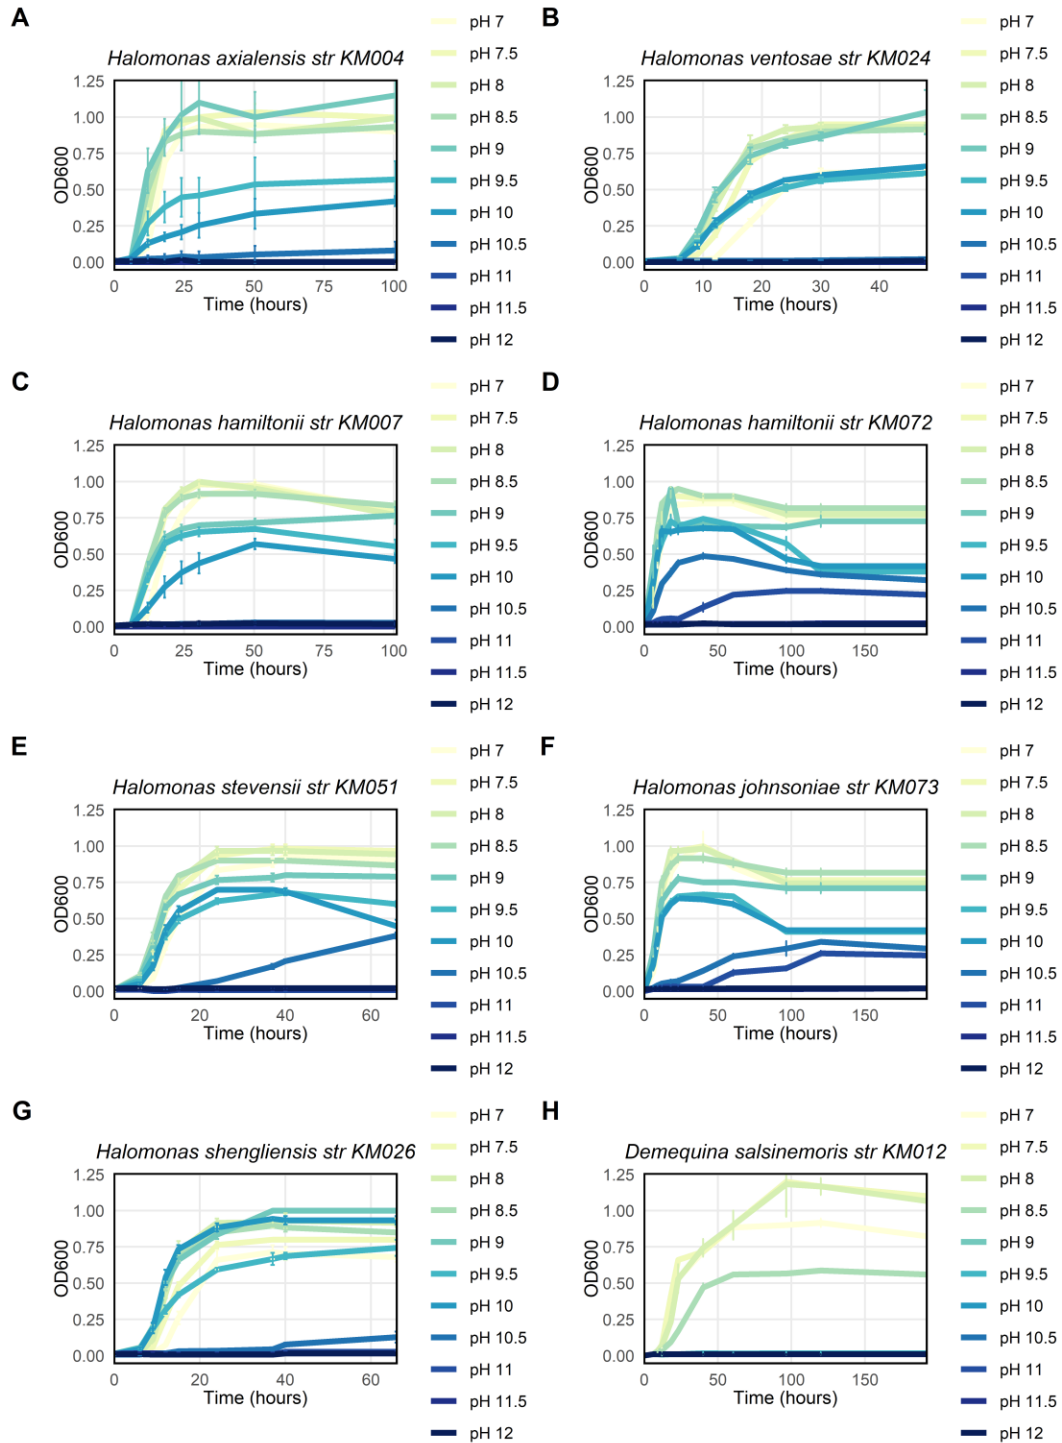 A
Halomonas axialensis str KM004
OD600
1.25
1.00
0.75
0.50
0.25
0.00
0 25 50 75 100
Time (hours)
pH 7
pH 7.5
pH 8
pH 8.5
pH 9
pH 9.5
pH 10
pH 10.5
pH 11
pH 11.5
pH 12
B
Halomonas ventosae str KM024
OD600
1.25
1.00
0.75
0.50
0.25
0.00
0 10 20 30 40
Time (hours)
pH 7
pH 7.5
pH 8
pH 8.5
pH 9
pH 9.5
pH 10
pH 10.5
pH 11
pH 11.5
pH 12
C
Halomonas hamiltonii str KM007
OD600
1.25
1.00
0.75
0.50
0.25
0.00
0 25 50 75 100
Time (hours)
pH 7
pH 7.5
pH 8
pH 8.5
pH 9
pH 9.5
pH 10
pH 10.5
pH 11
pH 11.5
pH 12
D
Halomonas hamiltonii str KM072
OD600
1.25
1.00
0.75
0.50
0.25
0.00
0 50 100 150
Time (hours)
pH 7
pH 7.5
pH 8
pH 8.5
pH 9
pH 9.5
pH 10
pH 10.5
pH 11
pH 11.5
pH 12
E
Halomonas stevensii str KM051
OD600
1.25
1.00
0.75
0.50
0.25
0.00
0 20 40 60
Time (hours)
pH 7
pH 7.5
pH 8
pH 8.5
pH 9
pH 9.5
pH 10
pH 10.5
pH 11
pH 11.5
pH 12
F
Halomonas johnsoniae str KM073
OD600
1.25
1.00
0.75
0.50
0.25
0.00
0 50 100 150
Time (hours)
pH 7
pH 7.5
pH 8
pH 8.5
pH 9
pH 9.5
pH 10
pH 10.5
pH 11
pH 11.5
pH 12
G
Halomonas shengliensis str KM026
OD600
1.25
1.00
0.75
0.50
0.25
0.00
0 20 40 60
Time (hours)
pH 7
pH 7.5
pH 8
pH 8.5
pH 9
pH 9.5
pH 10
pH 10.5
pH 11
pH 11.5
pH 12
H
Demequina salsinemoris str KM012
OD600
1.25
1.00
0.75
0.50
0.25
0.00
0 50 100 150
Time (hours)
pH 7
pH 7.5
pH 8
pH 8.5
pH 9
pH 9.5
pH 10
pH 10.5
pH 11
pH 11.5
pH 12